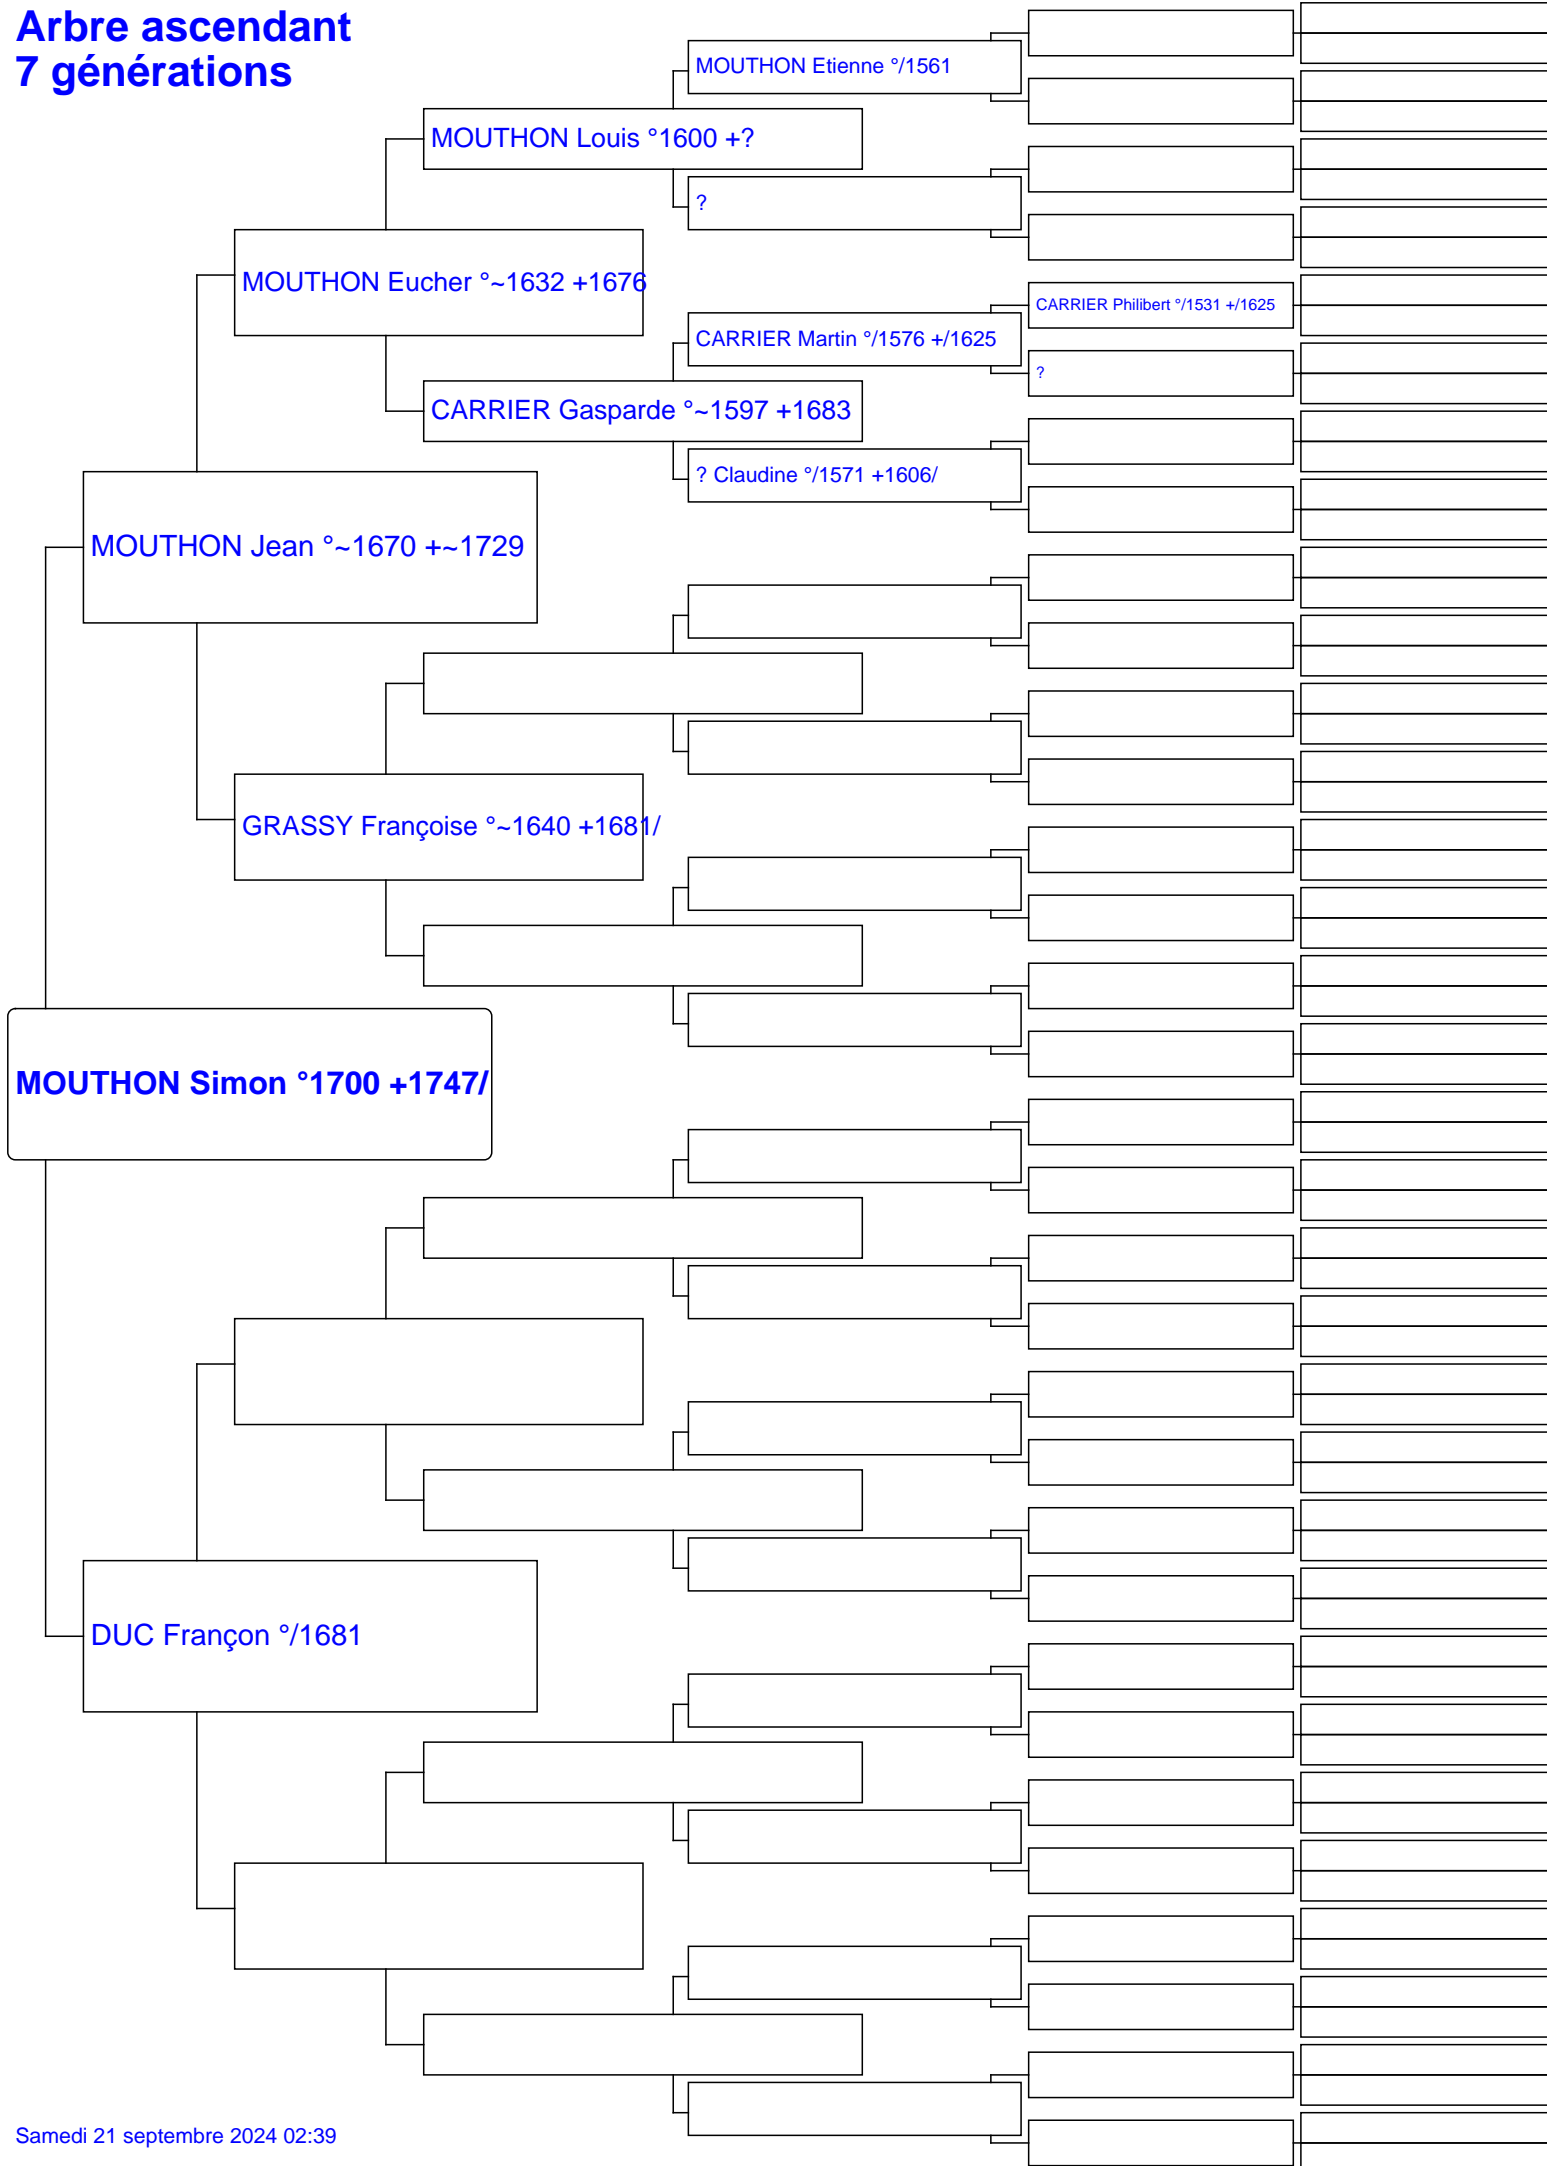 Arbre ascendant
7 générations
MOUTHON Etienne °/1561
MOUTHON Louis °1600 +?
?
MOUTHON Eucher °~1632 +1676
CARRIER Philibert °/1531 +/1625
CARRIER Martin °/1576 +/1625
?
CARRIER Gasparde °~1597 +1683
? Claudine °/1571 +1606/
MOUTHON Jean °~1670 +~1729
GRASSY Françoise °~1640 +1681/
MOUTHON Simon °1700 +1747/
DUC Françon °/1681
Samedi 21 septembre 2024 02:39